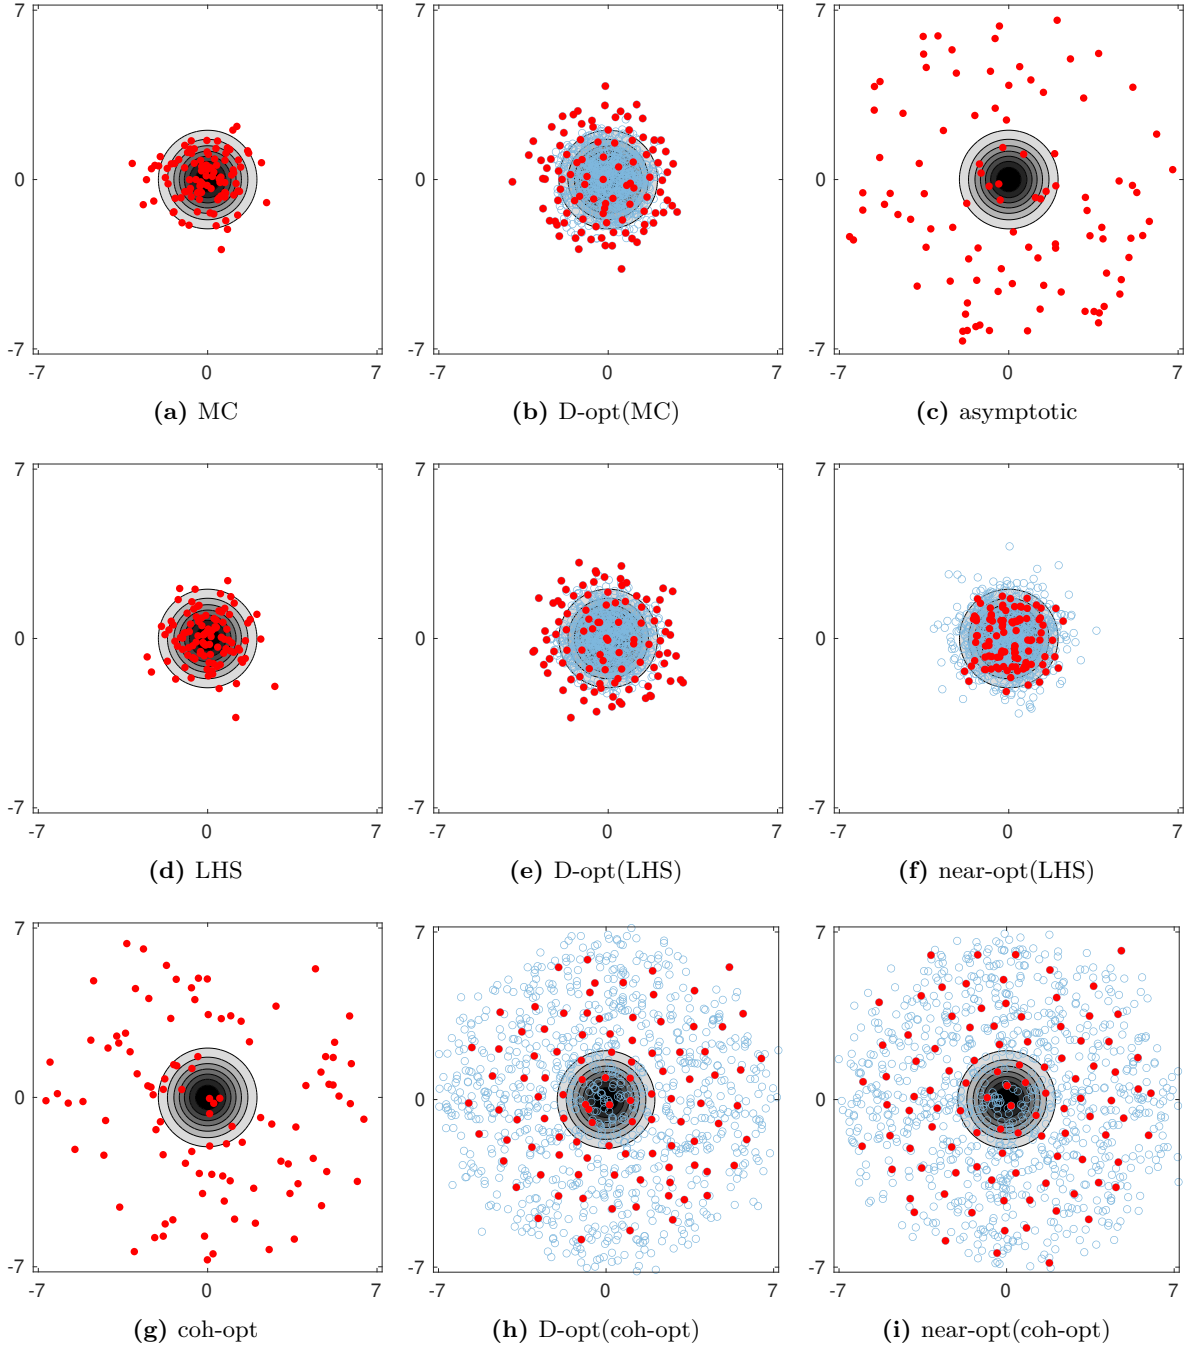 7
0
-7
-7 0 7
(a) MC
7
0
-7
-7 0 7
(b) D-opt(MC)
7
0
-7
-7 0 7
(c) asymptotic
7
0
-7
-7 0 7
(d) LHS
7
0
-7
-7 0 7
(e) D-opt(LHS)
7
0
-7
-7 0 7
(f) near-opt(LHS)
7
0
-7
-7 0 7
(g) coh-opt
7
0
-7
-7 0 7
(h) D-opt(coh-opt)
7
0
-7
-7 0 7
(i) near-opt(coh-opt)